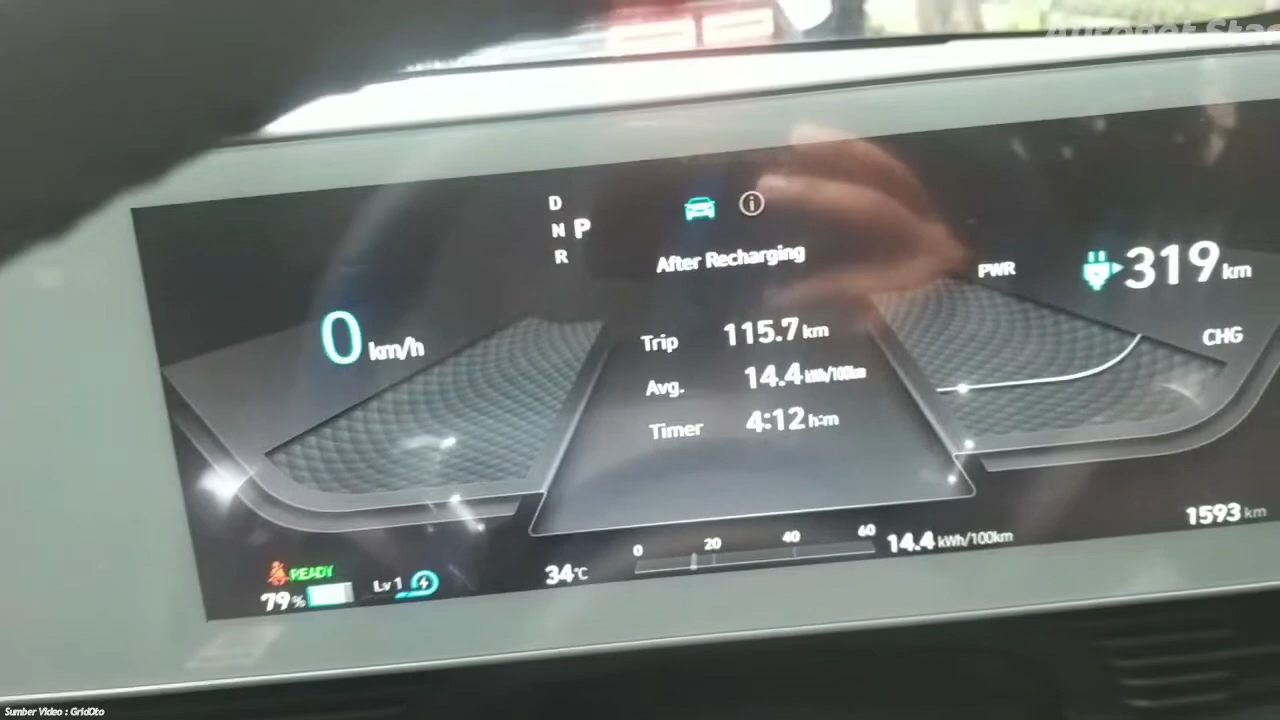 D
N P
R
After Recharging
0 km/h
Trip 115.7 km
Avg. 14.4 kWh/100km
Timer 4:12 h:m
PWR
319 km
CHG
READY
79 %
Lv 1
34 °C
0 20 40 60
14.4 kWh/100km
1593 km
Sumber Video : GridOto